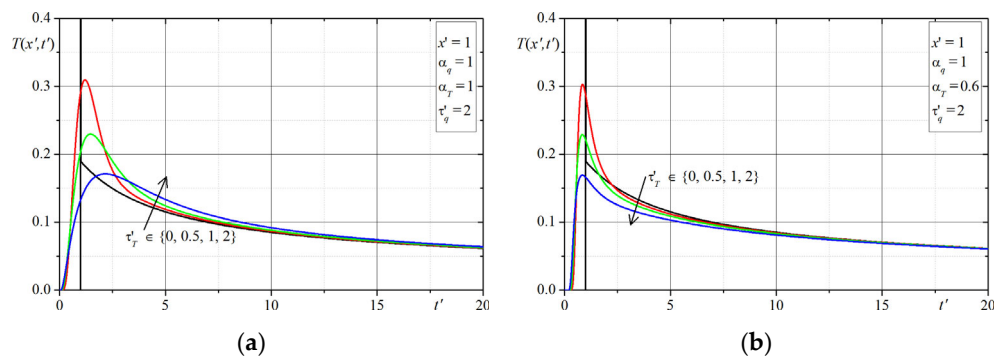 0.4
T(x′,t′)
0.3
0.2
0.1
0.0
0
5
10
15
20
t′
x' = 1
α_q = 1
α_T = 1
τ'_q = 2
τ'_T ∈ {0, 0.5, 1, 2}
(a)
0.4
T(x′,t′)
0.3
0.2
0.1
0.0
0
5
10
15
20
t′
x' = 1
α_q = 1
α_T = 0.6
τ'_q = 2
τ'_T ∈ {0, 0.5, 1, 2}
(b)